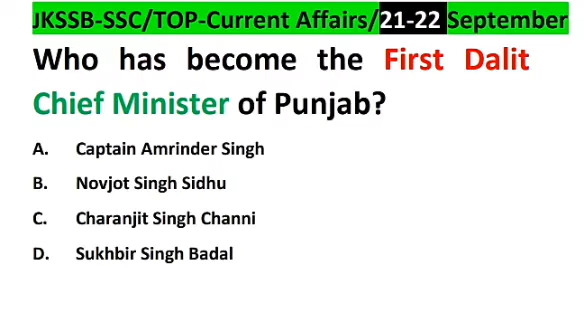 JKSSB-SSC/TOP-Current Affairs/21-22 September
Who has become the First Dalit
Chief Minister of Punjab?
A. Captain Amrinder Singh
B. Novjot Singh Sidhu
C. Charanjit Singh Channi
D. Sukhbir Singh Badal